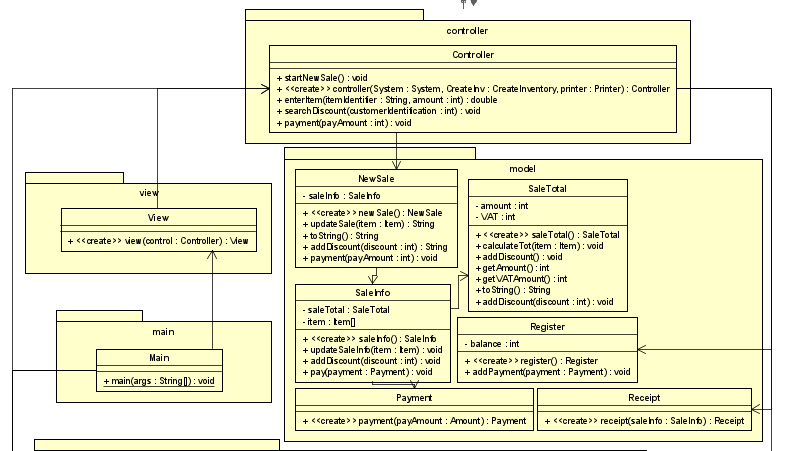 controller
Controller
+ startNewSale() : void
+ <<create>> controller(System : System, CreateInv : CreateInventory, printer : Printer) : Controller
+ enterItem(itemIdentifier : String, amount : int) : double
+ searchDiscount(customerIdentification : int) : void
+ payment(payAmount : int) : void
model
NewSale
- saleInfo : SaleInfo
+ <<create>> newSale() : NewSale
+ updateSale(item : Item) : String
+ toString() : String
+ addDiscount(discount : int) : String
+ payment(payAmount : int) : void
SaleTotal
- amount : int
- VAT : int
+ <<create>> saleTotal() : SaleTotal
+ calculateTot(item : Item) : void
+ addDiscount() : void
+ getAmount() : int
+ getVATAmount() : int
+ toString() : String
+ addDiscount(discount : int) : void
view
View
+ <<create>> view(control : Controller) : View
SaleInfo
- saleTotal : SaleTotal
- item : Item[]
+ <<create>> saleInfo() : SaleInfo
+ updateSaleInfo(item : Item) : void
+ addDiscount(discount : int) : void
+ pay(payment : Payment) : void
Register
- balance : int
+ <<create>> register() : Register
+ addPayment(payment : Payment) : void
main
Main
+ main(args : String[]) : void
Payment
+ <<create>> payment(payAmount : Amount) : Payment
Receipt
+ <<create>> receipt(saleInfo : SaleInfo) : Receipt